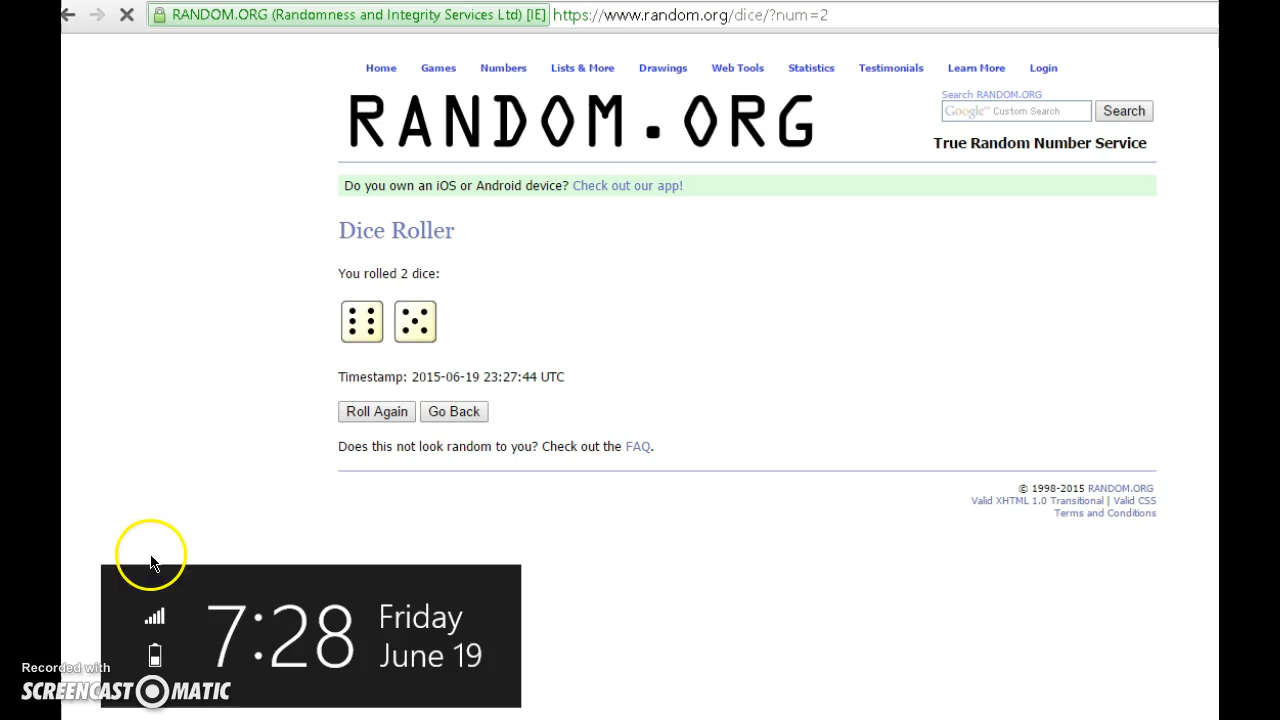 RANDOM.ORG (Randomness and Integrity Services Ltd) [IE] https://www.random.org/dice/?num=2
Home Games Numbers Lists & More Drawings Web Tools Statistics Testimonials Learn More Login
RANDOM.ORG
Search RANDOM.ORG
Google™ Custom Search Search
True Random Number Service
Do you own an iOS or Android device? Check out our app!
Dice Roller
You rolled 2 dice:
Timestamp: 2015-06-19 23:27:44 UTC
Roll Again Go Back
Does this not look random to you? Check out the FAQ.
© 1998-2015 RANDOM.ORG
Valid XHTML 1.0 Transitional | Valid CSS
Terms and Conditions
7:28 Friday
June 19
Recorded with
SCREENCAST MATIC